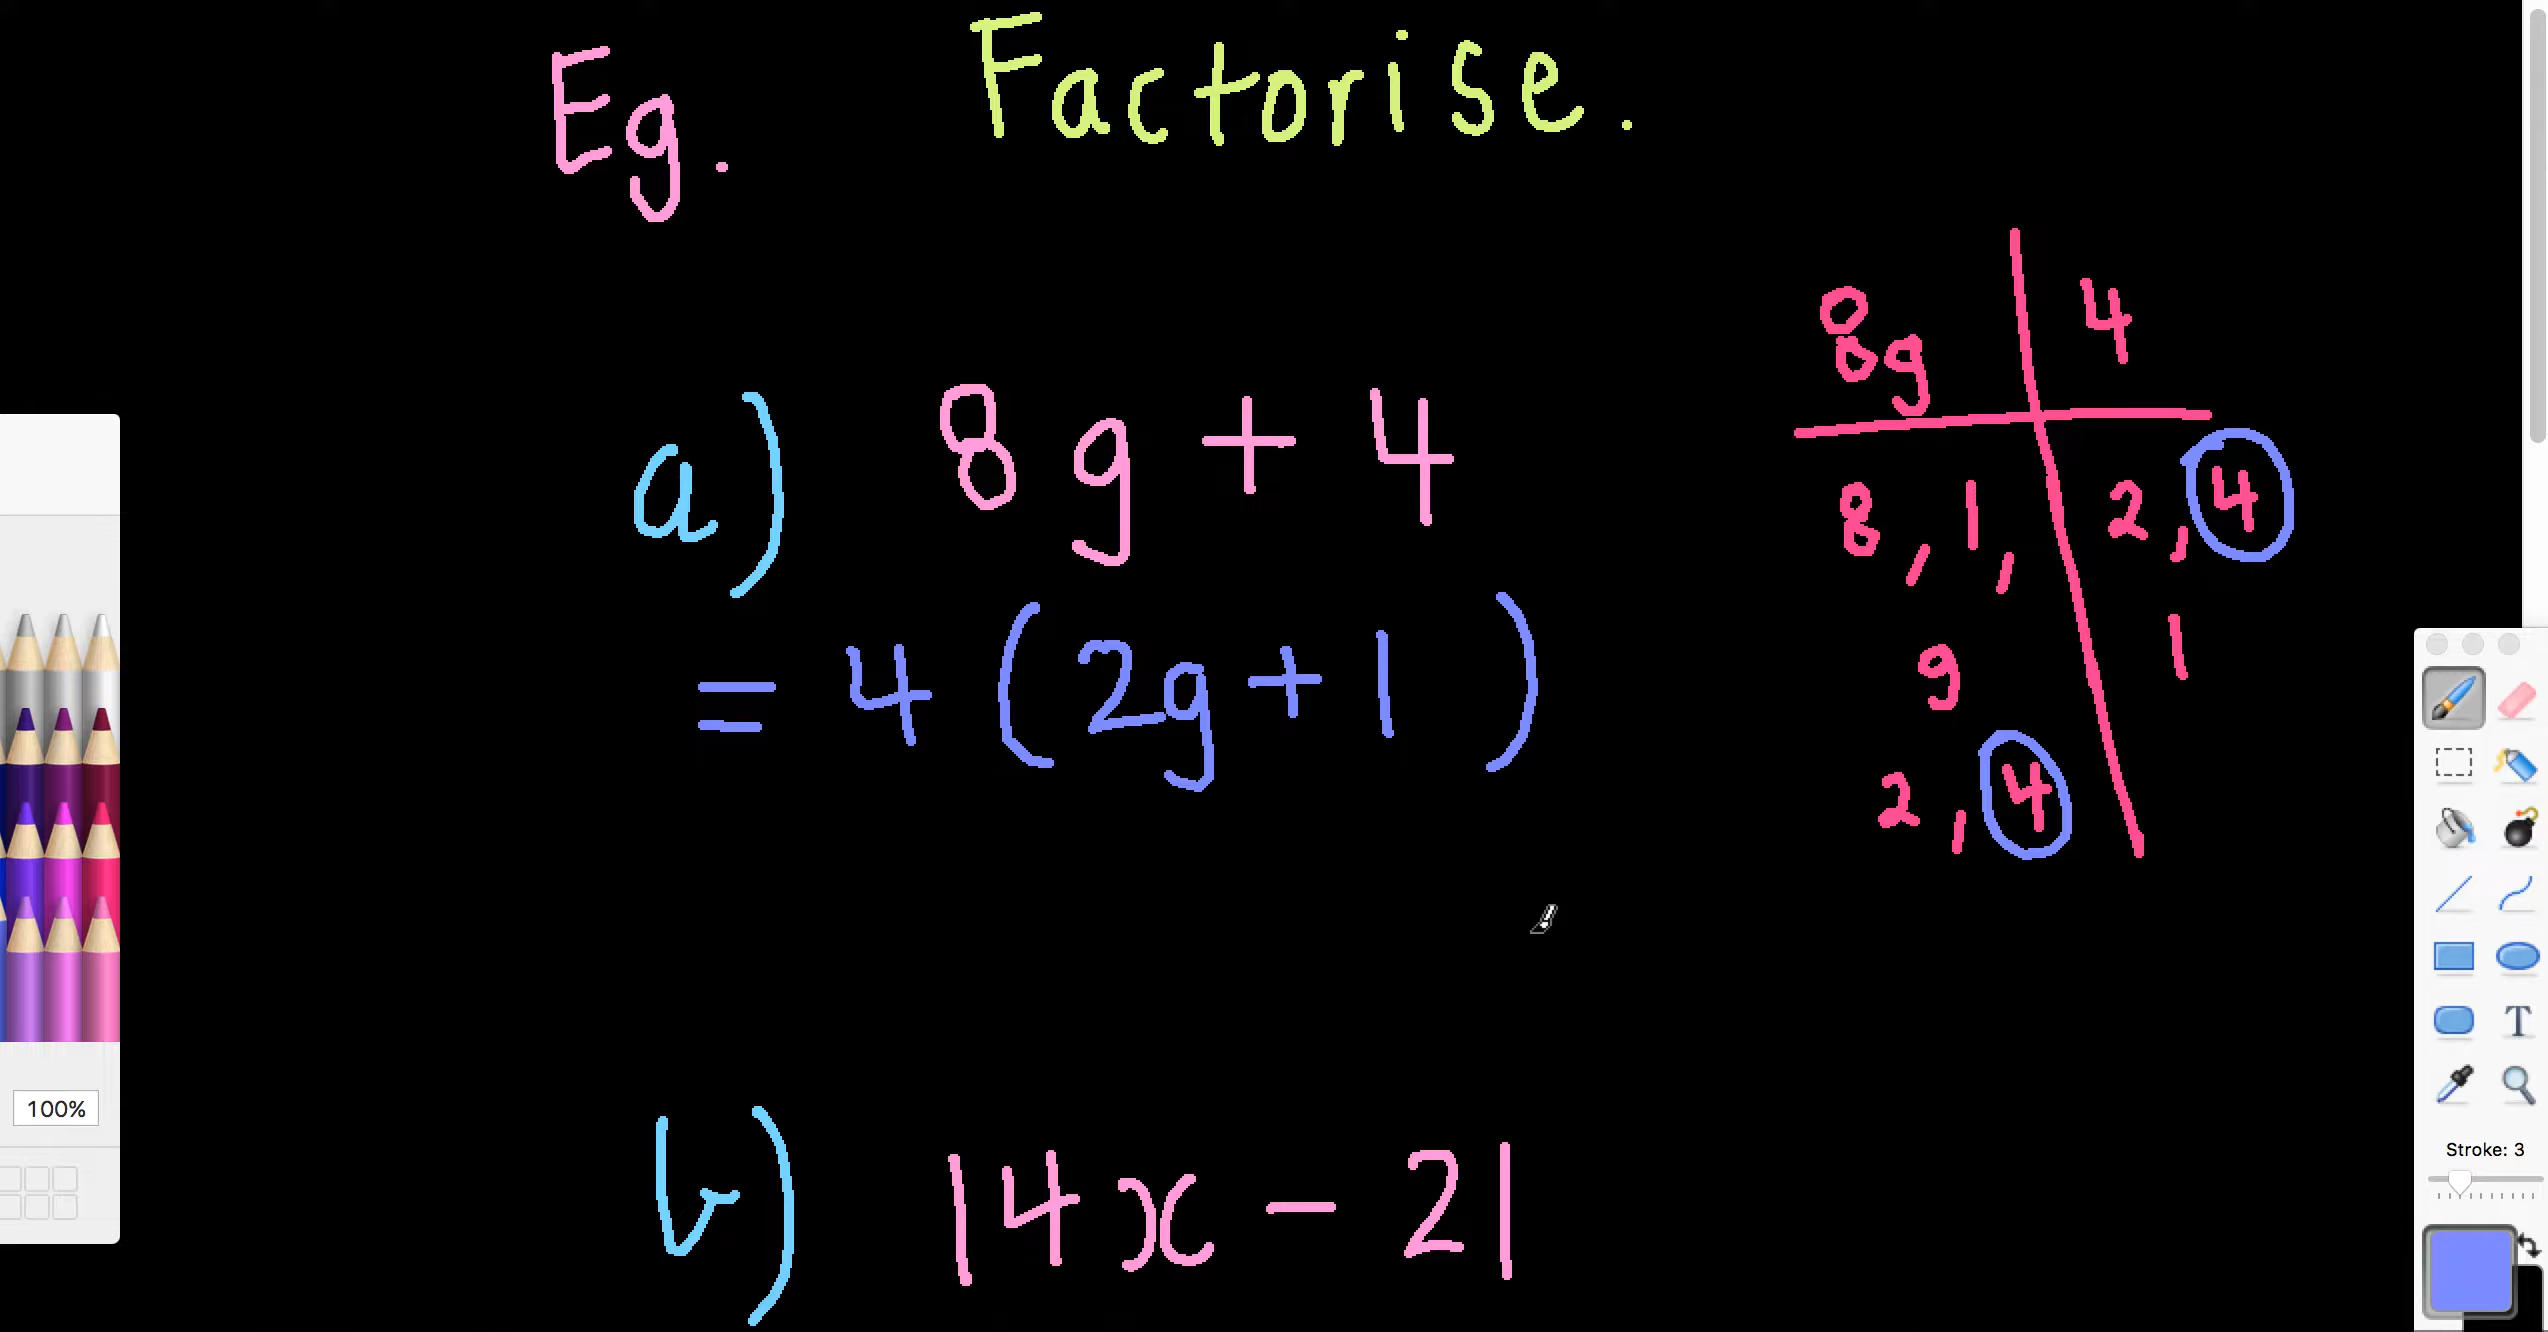 Eg. Factorise.
8g 4
a) 8g + 4
8, 1, 2, 4
= 4 (2g + 1)
g 1
2, 4
b) 14x - 21
100%
T
Stroke: 3